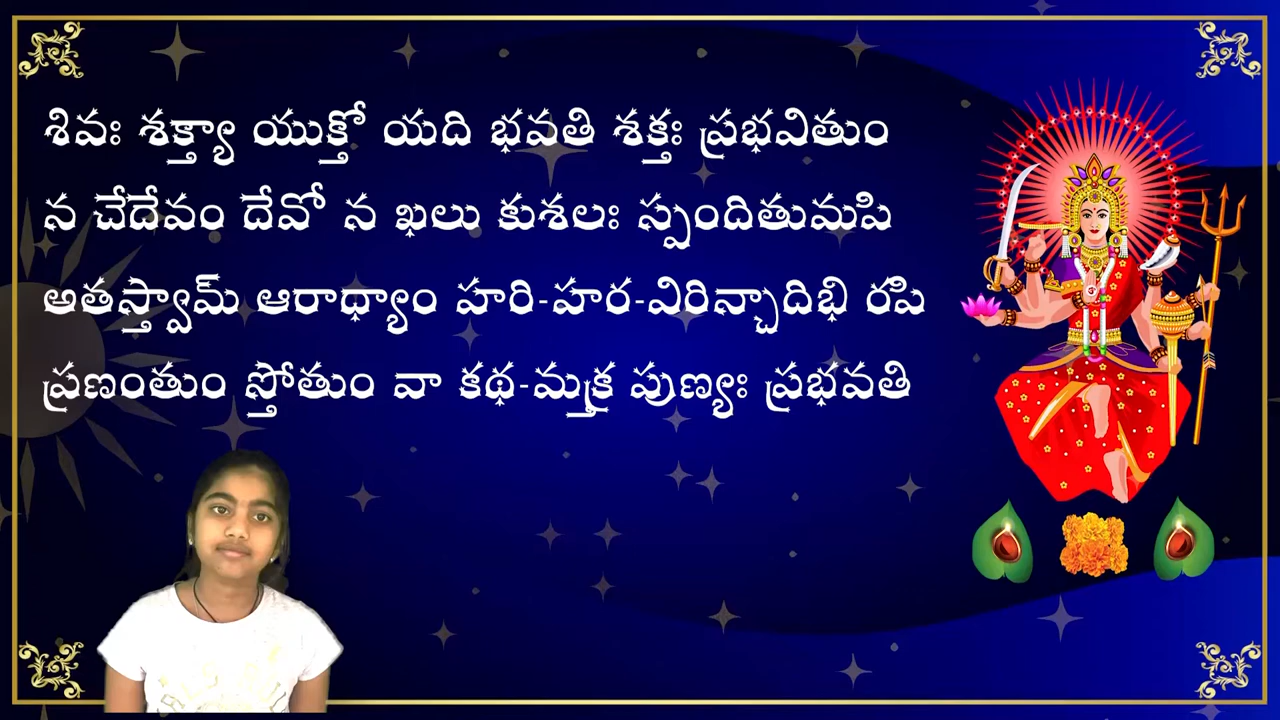 శివః శక్త్యా యుక్తో యది భవతి శక్తః ప్రభవితుం
న చేదేవం దేవో న ఖలు కుశలః స్పందితుమపి
అతస్త్వామ్ ఆరాధ్యాం హరి-హర-విరిన్చాదిభి రపి
ప్రణంతుం స్తోతుం వా కథ-మక్త్ర పుణ్యః ప్రభవతి